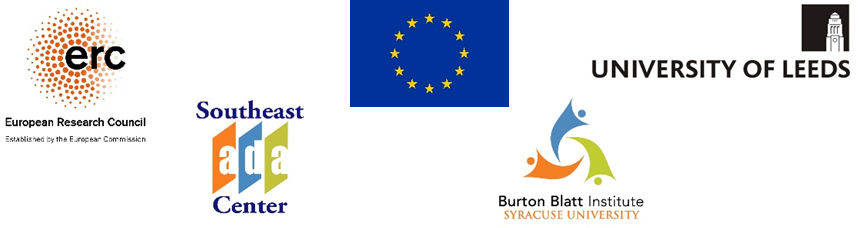 erc
European Research Council
Established by the European Commission
Southeast
ada
Center
UNIVERSITY OF LEEDS
Burton Blatt Institute
SYRACUSE UNIVERSITY